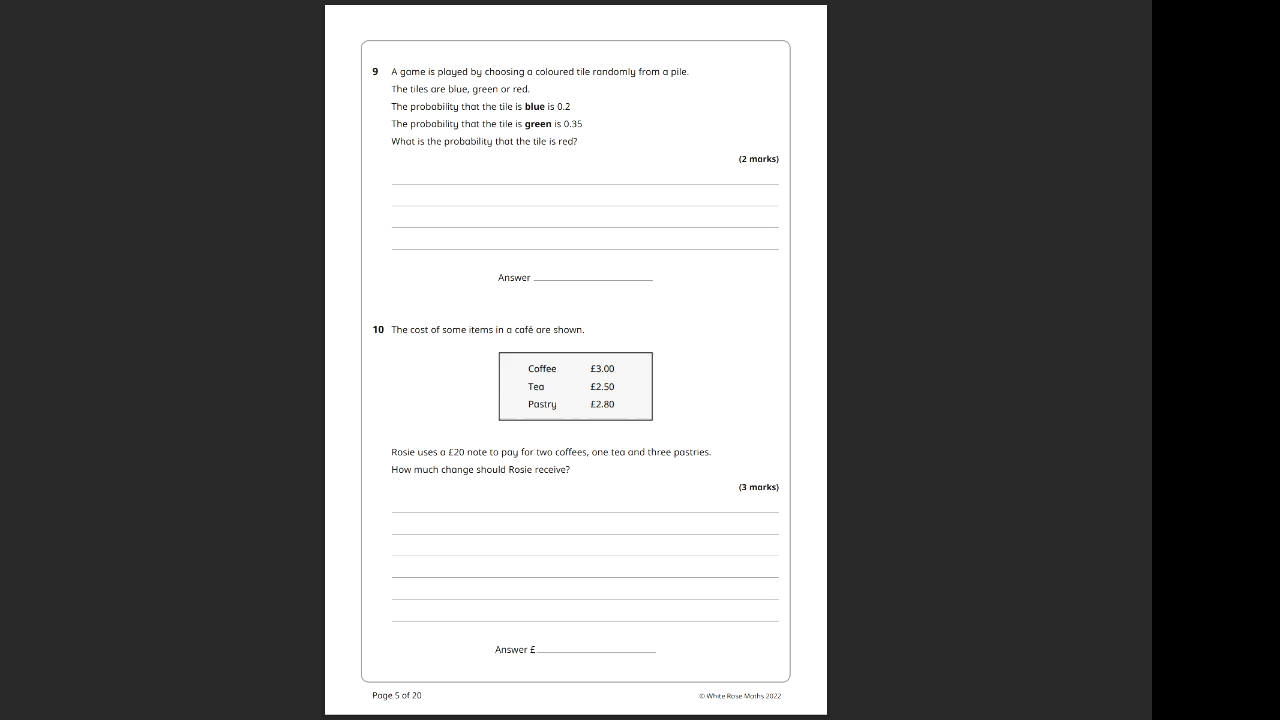 9 A game is played by choosing a coloured tile randomly from a pile.
The tiles are blue, green or red.
The probability that the tile is blue is 0.2
The probability that the tile is green is 0.35
What is the probability that the tile is red?
(2 marks)
Answer
10 The cost of some items in a café are shown.
Coffee £3.00
Tea £2.50
Pastry £2.80
Rosie uses a £20 note to pay for two coffees, one tea and three pastries.
How much change should Rosie receive?
(3 marks)
Answer £
Page 5 of 20 © White Rose Maths 2022